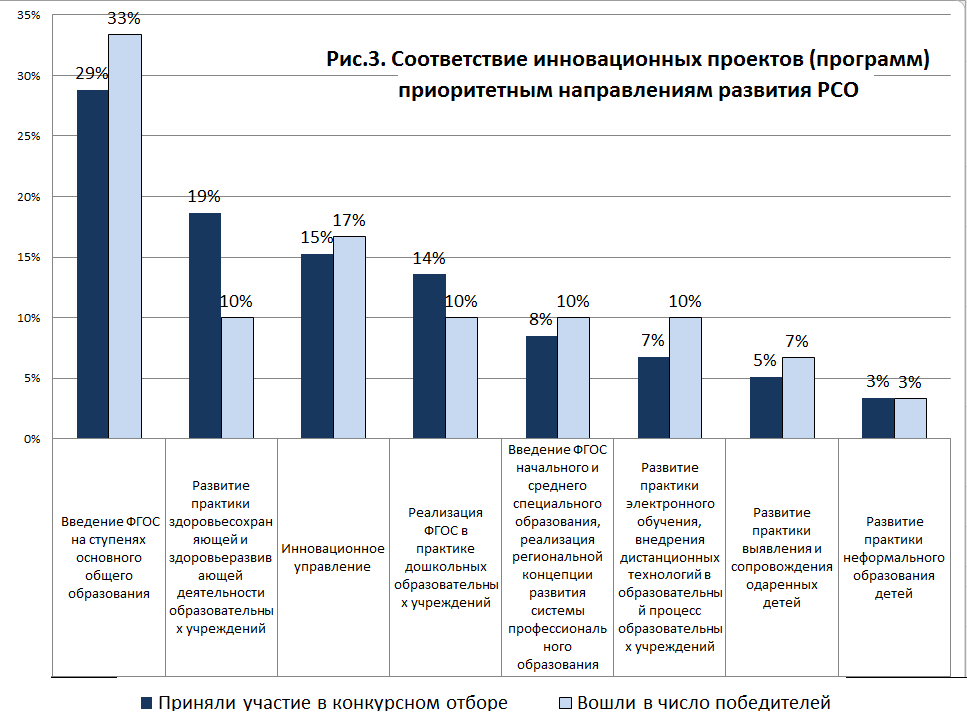 35%
30%
25%
20%
15%
10%
5%
0%
Рис.3. Соответствие инновационных проектов (программ)
приоритетным направлениям развития РСО
29%
33%
19%
10%
15%
17%
14%
10%
8%
10%
7%
10%
5%
7%
3%
3%
Введение ФГОС
на ступенях
основного
общего
образования
Развитие
практики
здоровьесохран
яющей и
здоровьеразвив
ающей
деятельности
образовательны
х учреждений
Инновационное
управление
Реализация
ФГОС в
практике
дошкольных
образовательны
х учреждений
Введение ФГОС
начального и
среднего
специального
образования,
реализация
региональной
концепции
развития
системы
профессиональ
ного
образования
Развитие
практики
электронного
обучения,
внедрения
дистанционных
технологий в
образовательны
й процесс
образовательны
х учреждений
Развитие
практики
выявления и
сопровождения
одаренных
детей
Развитие
практики
неформального
образования
детей
Приняли участие в конкурсном отборе
Вошли в число победителей